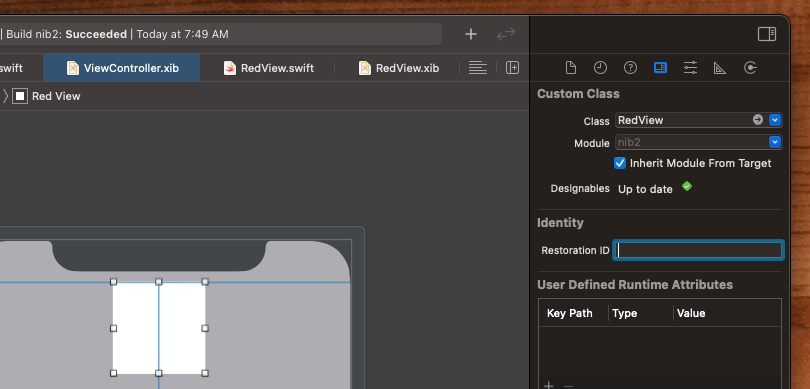 | Build nib2: Succeeded | Today at 7:49 AM
swift
ViewController.xib
RedView.swift
RedView.xib
Red View
Custom Class
Class RedView
Module nib2
Inherit Module From Target
Designables Up to date
Identity
Restoration ID
User Defined Runtime Attributes
Key Path Type Value